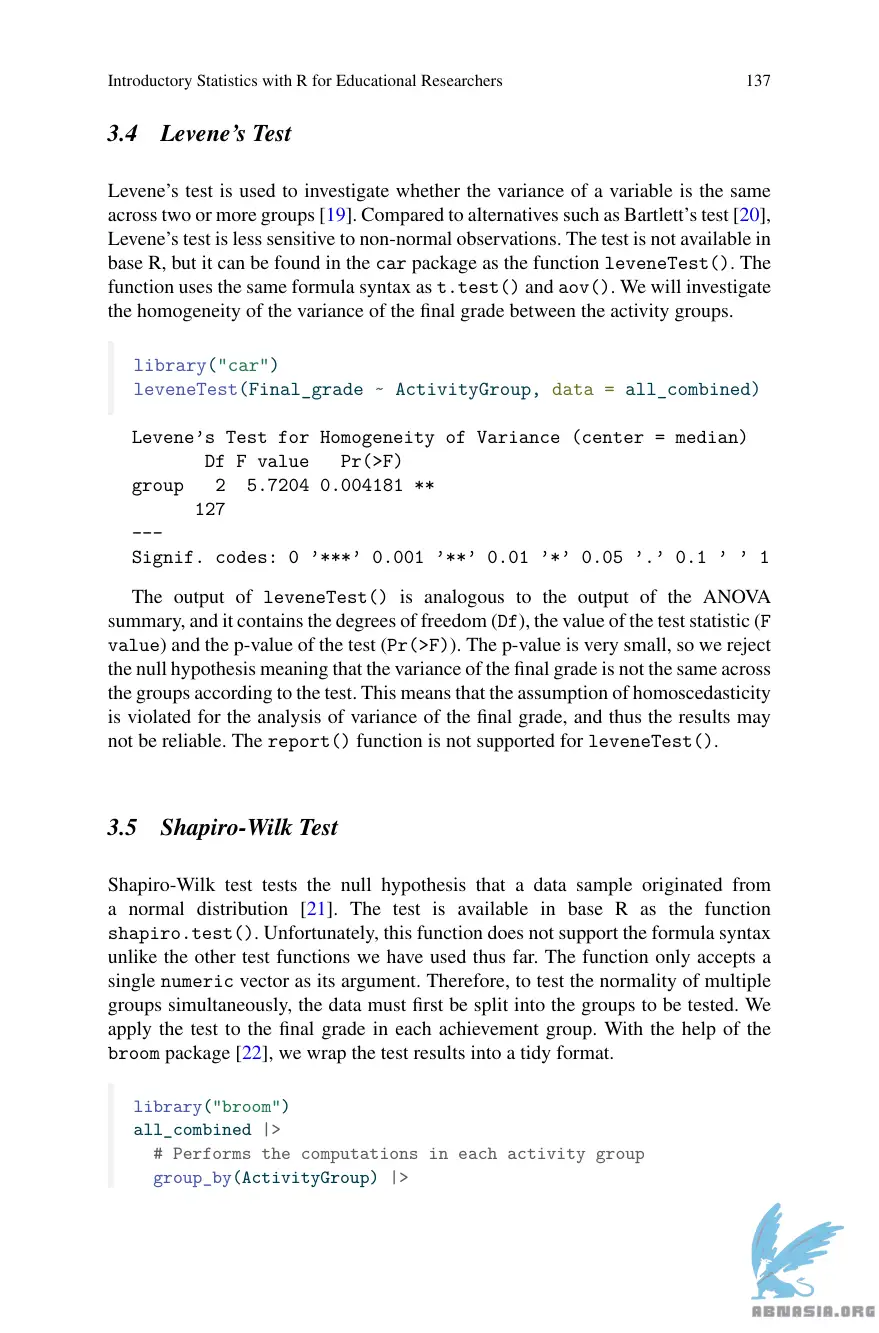 Introductory Statistics with R for Educational Researchers 137
3.4 Levene's Test
Levene's test is used to investigate whether the variance of a variable is the same
across two or more groups [19]. Compared to alternatives such as Bartlett's test [20],
Levene's test is less sensitive to non-normal observations. The test is not available in
base R, but it can be found in the car package as the function leveneTest(). The
function uses the same formula syntax as t.test() and aov(). We will investigate
the homogeneity of the variance of the final grade between the activity groups.
library("car")
leveneTest(Final_grade ~ ActivityGroup, data = all_combined)
Levene's Test for Homogeneity of Variance (center = median)
Df F value Pr(>F)
group 2 5.7204 0.004181 **
127
---
Signif. codes: 0 '***' 0.001 '**' 0.01 '*' 0.05 '.' 0.1 ' ' 1
The output of leveneTest() is analogous to the output of the ANOVA
summary, and it contains the degrees of freedom (Df), the value of the test statistic (F
value) and the p-value of the test (Pr(>F)). The p-value is very small, so we reject
the null hypothesis meaning that the variance of the final grade is not the same across
the groups according to the test. This means that the assumption of homoscedasticity
is violated for the analysis of variance of the final grade, and thus the results may
not be reliable. The report() function is not supported for leveneTest().
3.5 Shapiro-Wilk Test
Shapiro-Wilk test tests the null hypothesis that a data sample originated from
a normal distribution [21]. The test is available in base R as the function
shapiro.test(). Unfortunately, this function does not support the formula syntax
unlike the other test functions we have used thus far. The function only accepts a
single numeric vector as its argument. Therefore, to test the normality of multiple
groups simultaneously, the data must first be split into the groups to be tested. We
apply the test to the final grade in each achievement group. With the help of the
broom package [22], we wrap the test results into a tidy format.
library("broom")
all_combined |>
# Performs the computations in each activity group
group_by(ActivityGroup) |>
ABNASIA.ORG